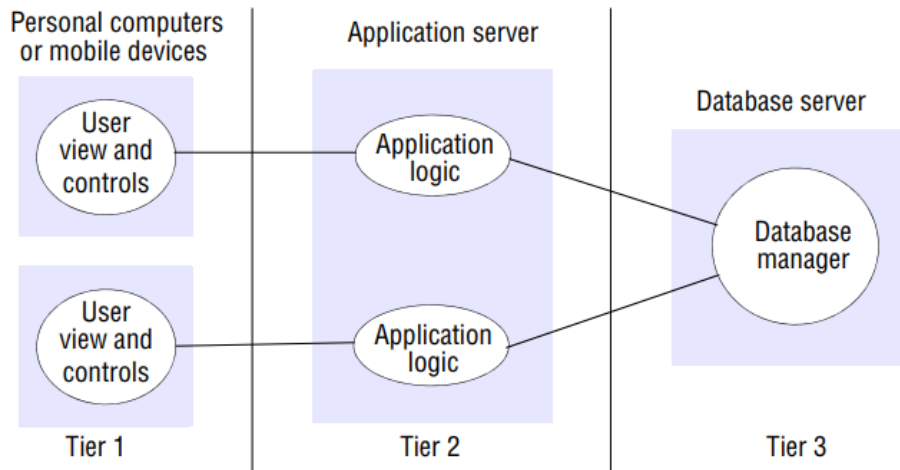 Personal computers
or mobile devices
Application server
Database server
User
view and
controls
Application
logic
Database
manager
User
view and
controls
Application
logic
Tier 1
Tier 2
Tier 3